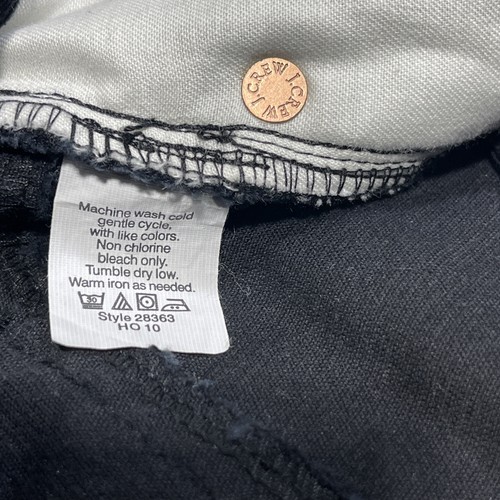 J.CREW J.CREW
Machine wash cold
gentle cycle,
with like colors.
Non chlorine
bleach only.
Tumble dry low.
Warm iron as needed.
30
Style 28363
HO 10